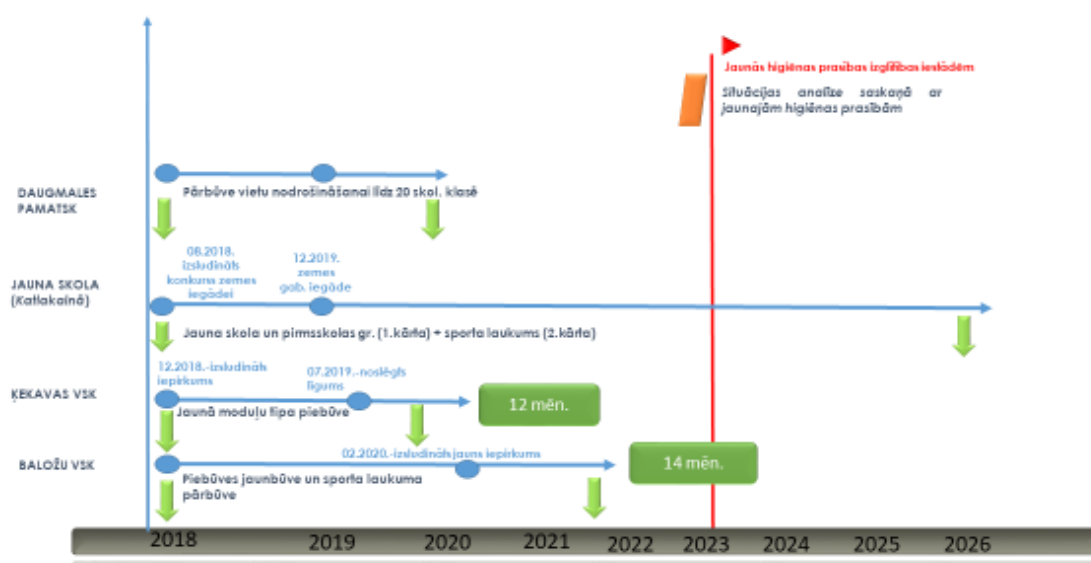 Jaunās higiēnas prasības izglītības iestādēm
Situācijas analīze saskaņā ar
jaunajām higiēnas prasībām
DAUGMALES
PAMATSK
Pārbūve vietu nodrošināšanai līdz 20 skol. klasē
JAUNA SKOLA
(Katlakalnā)
08.2018.
izsludināts
konkurss zemes
iegādei
12.2019.
zemes
gab. iegāde
Jauna skola un pirmsskolas gr. (1.kārta) + sporta laukums (2.kārta)
ĶEKAVAS VSK
12.2018.-izsludināts
iepirkums
07.2019.-noslēgts
līgums
12 mēn.
Jaunā moduļu tipa piebūve
BALOŽU VSK
02.2020.-izsludināts jauns iepirkums
14 mēn.
Piebūves jaunbūve un sporta laukuma
pārbūve
2018 2019 2020 2021 2022 2023 2024 2025 2026